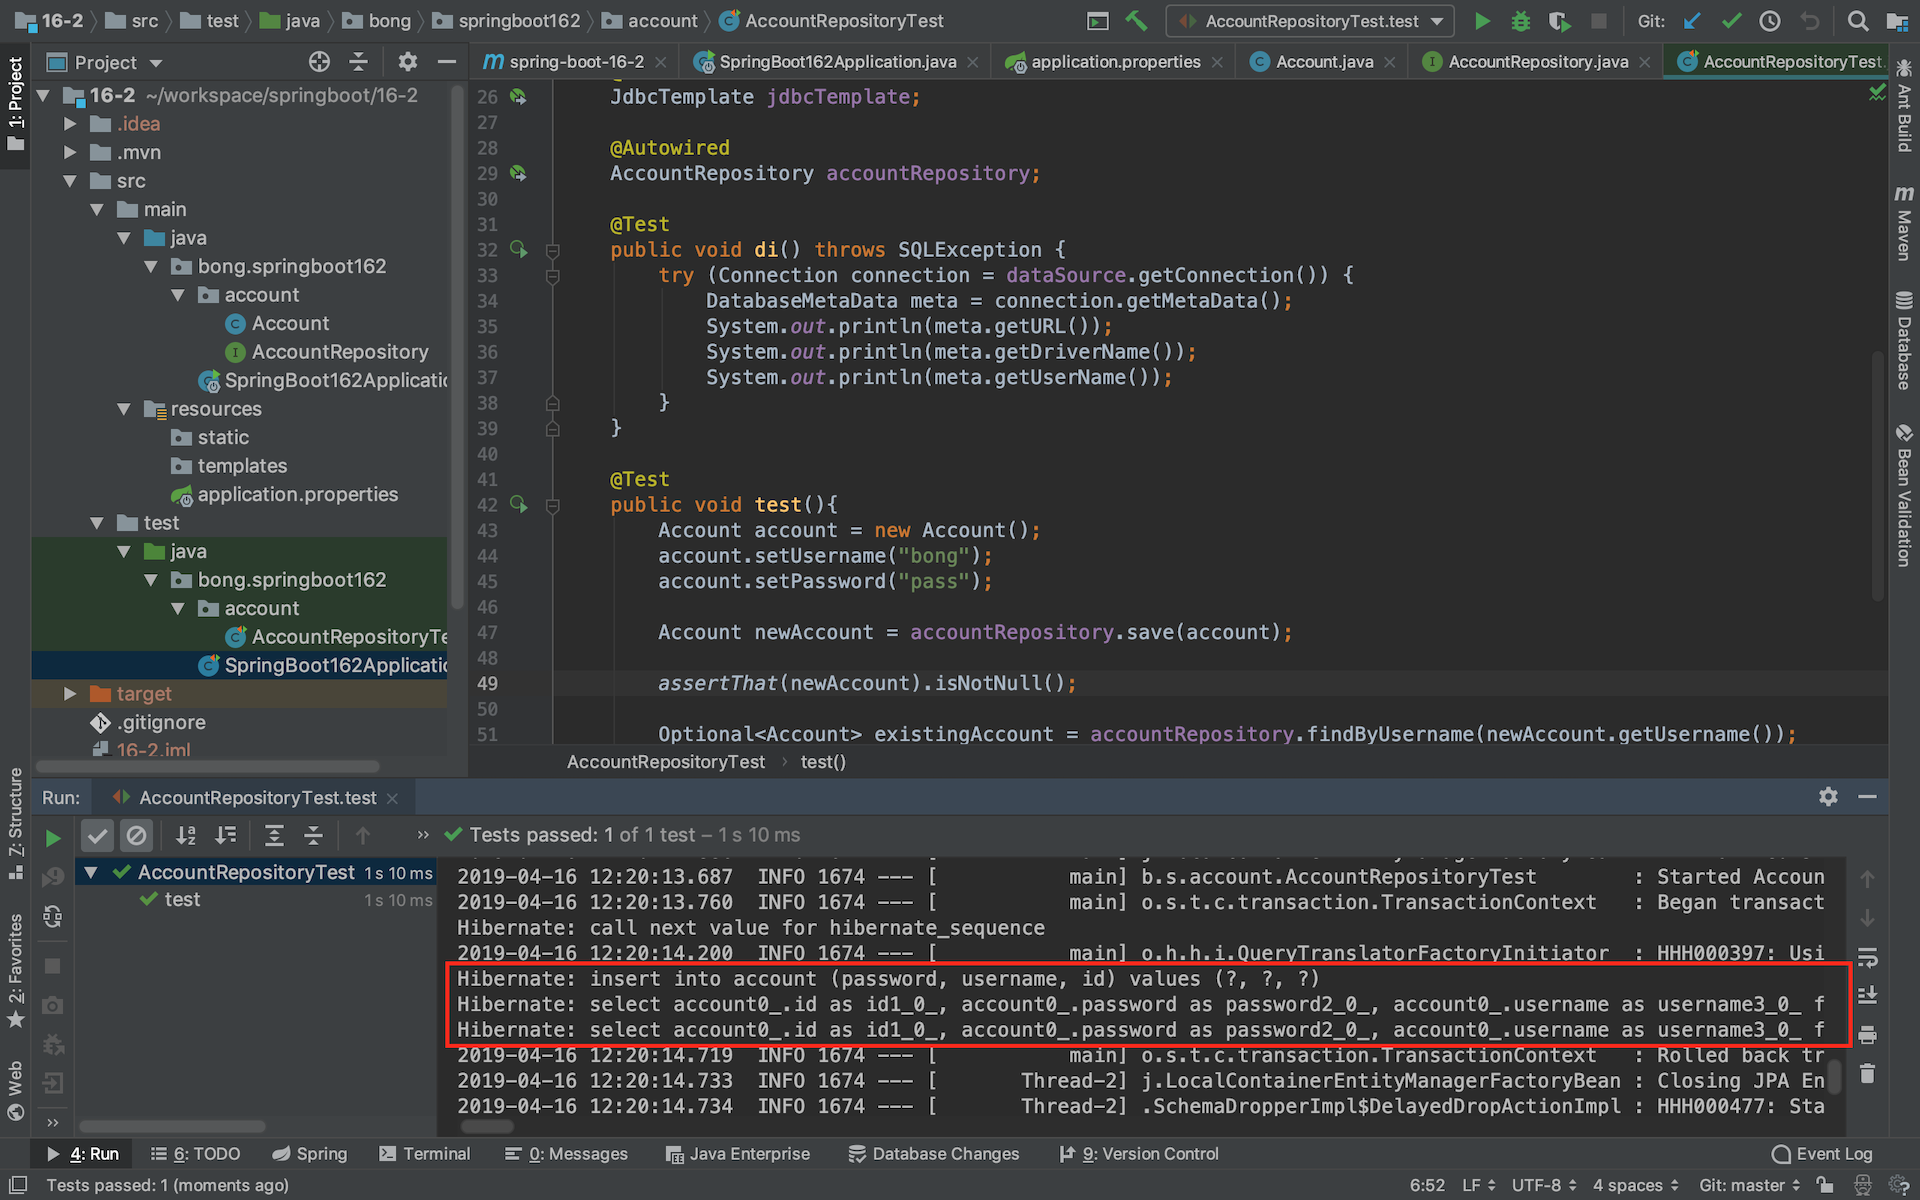 16-2 src test java bong springboot162 account AccountRepositoryTest AccountRepositoryTest.test Git:
Project
spring-boot-16-2 SpringBoot162Application.java application.properties Account.java AccountRepository.java AccountRepositoryTest.
1: Project
16-2 ~/workspace/springboot/16-2
.idea
.mvn
src
main
java
bong.springboot162
account
Account
AccountRepository
SpringBoot162Applicatio
resources
static
templates
application.properties
test
java
bong.springboot162
account
AccountRepositoryTe
SpringBoot162Applicatio
target
.gitignore
16-2.iml
26 JdbcTemplate jdbcTemplate;
27
28 @Autowired
29 AccountRepository accountRepository;
30
31 @Test
32 public void di() throws SQLException {
33 try (Connection connection = dataSource.getConnection()) {
34 DatabaseMetaData meta = connection.getMetaData();
35 System.out.println(meta.getURL());
36 System.out.println(meta.getDriverName());
37 System.out.println(meta.getUserName());
38 }
39 }
40
41 @Test
42 public void test(){
43 Account account = new Account();
44 account.setUsername("bong");
45 account.setPassword("pass");
46
47 Account newAccount = accountRepository.save(account);
48
49 assertThat(newAccount).isNotNull();
50
51 Optional<Account> existingAccount = accountRepository.findByUsername(newAccount.getUsername());
AccountRepositoryTest › test()
Ant Build
Maven
Database
Bean Validation
Z: Structure
2: Favorites
Web
Run: AccountRepositoryTest.test
Tests passed: 1 of 1 test – 1 s 10 ms
AccountRepositoryTest 1 s 10 ms
test 1 s 10 ms
2019-04-16 12:20:13.687 INFO 1674 --- [ main] b.s.account.AccountRepositoryTest : Started Accoun
2019-04-16 12:20:13.760 INFO 1674 --- [ main] o.s.t.c.transaction.TransactionContext : Began transact
Hibernate: call next value for hibernate_sequence
2019-04-16 12:20:14.200 INFO 1674 --- [ main] o.h.h.i.QueryTranslatorFactoryInitiator : HHH000397: Usi
Hibernate: insert into account (password, username, id) values (?, ?, ?)
Hibernate: select account0_.id as id1_0_, account0_.password as password2_0_, account0_.username as username3_0_ f
Hibernate: select account0_.id as id1_0_, account0_.password as password2_0_, account0_.username as username3_0_ f
2019-04-16 12:20:14.719 INFO 1674 --- [ main] o.s.t.c.transaction.TransactionContext : Rolled back tr
2019-04-16 12:20:14.733 INFO 1674 --- [ Thread-2] j.LocalContainerEntityManagerFactoryBean : Closing JPA En
2019-04-16 12:20:14.734 INFO 1674 --- [ Thread-2] .SchemaDropperImpl$DelayedDropActionImpl : HHH000477: Sta
4: Run 6: TODO Spring Terminal 0: Messages Java Enterprise Database Changes 9: Version Control Event Log
Tests passed: 1 (moments ago) 6:52 LF UTF-8 4 spaces Git: master